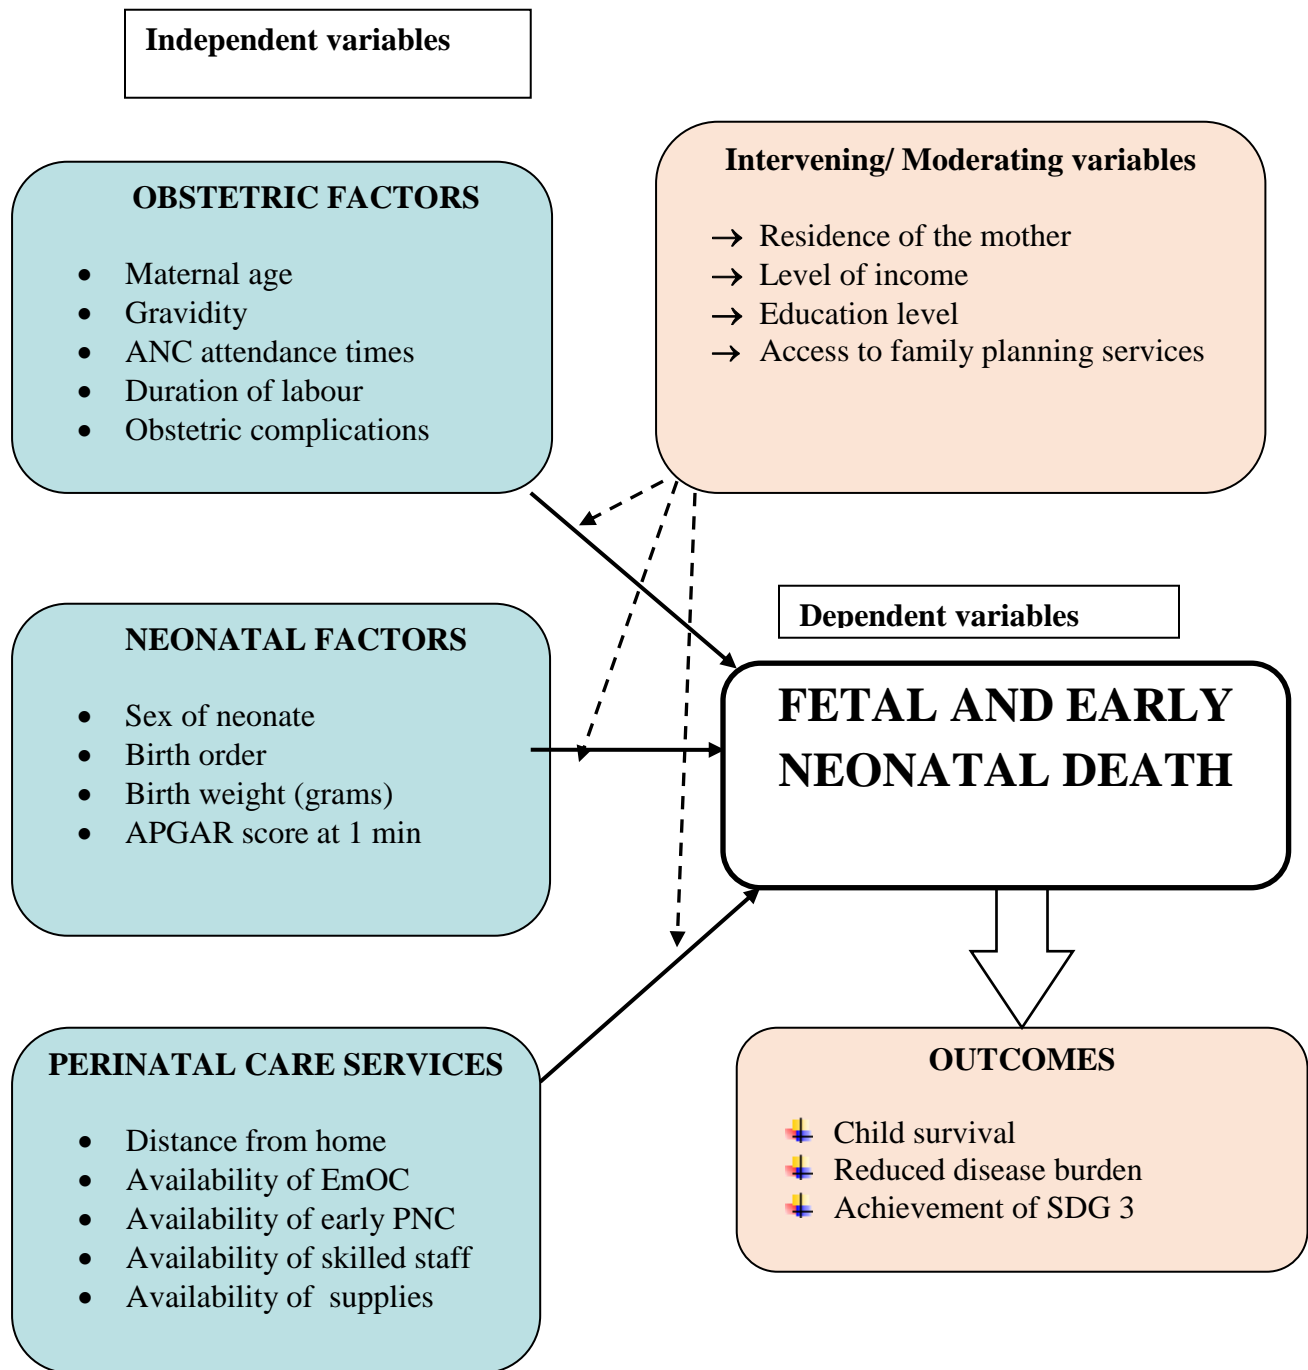 Independent variables
OBSTETRIC FACTORS
• Maternal age
• Gravidity
• ANC attendance times
• Duration of labour
• Obstetric complications
Intervening/ Moderating variables
→ Residence of the mother
→ Level of income
→ Education level
→ Access to family planning services
NEONATAL FACTORS
• Sex of neonate
• Birth order
• Birth weight (grams)
• APGAR score at 1 min
Dependent variables
FETAL AND EARLY
NEONATAL DEATH
PERINATAL CARE SERVICES
• Distance from home
• Availability of EmOC
• Availability of early PNC
• Availability of skilled staff
• Availability of supplies
OUTCOMES
Child survival
Reduced disease burden
Achievement of SDG 3